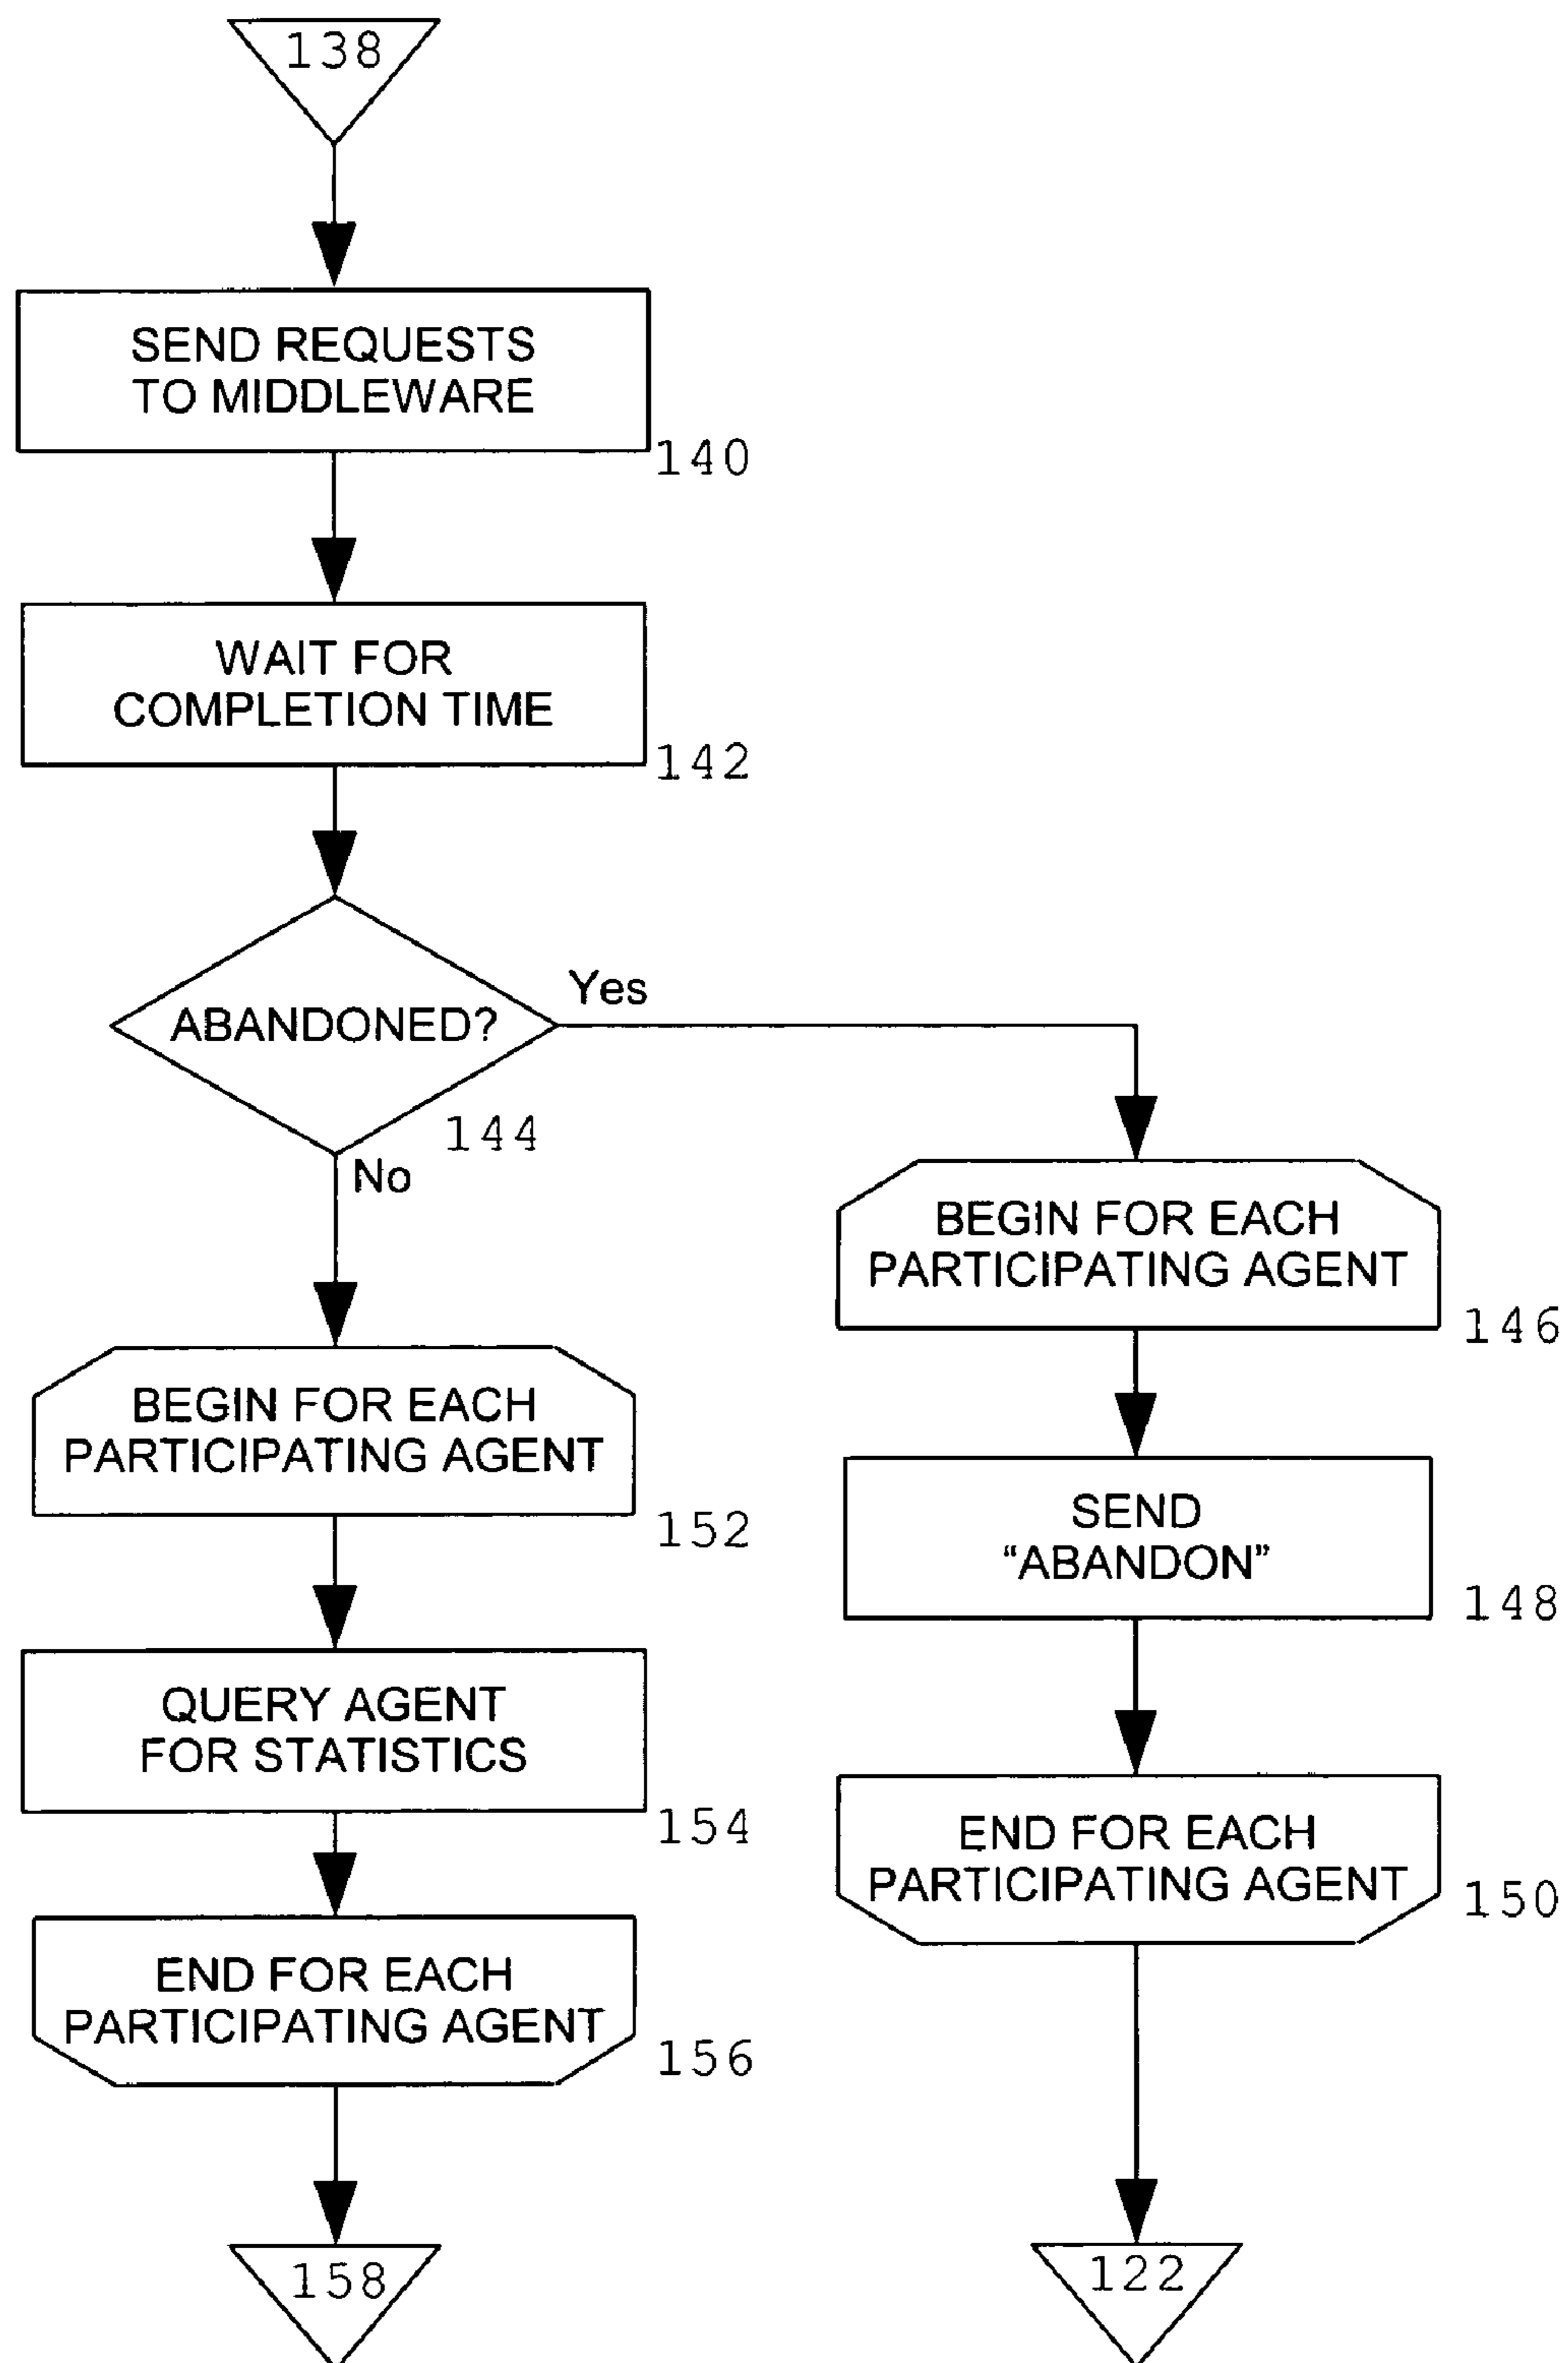 138
SEND REQUESTS
TO MIDDLEWARE
140
WAIT FOR
COMPLETION TIME
142
ABANDONED?
Yes
144
No
BEGIN FOR EACH
PARTICIPATING AGENT
146
BEGIN FOR EACH
PARTICIPATING AGENT
152
SEND
“ABANDON”
148
QUERY AGENT
FOR STATISTICS
154
END FOR EACH
PARTICIPATING AGENT
150
END FOR EACH
PARTICIPATING AGENT
156
158
122